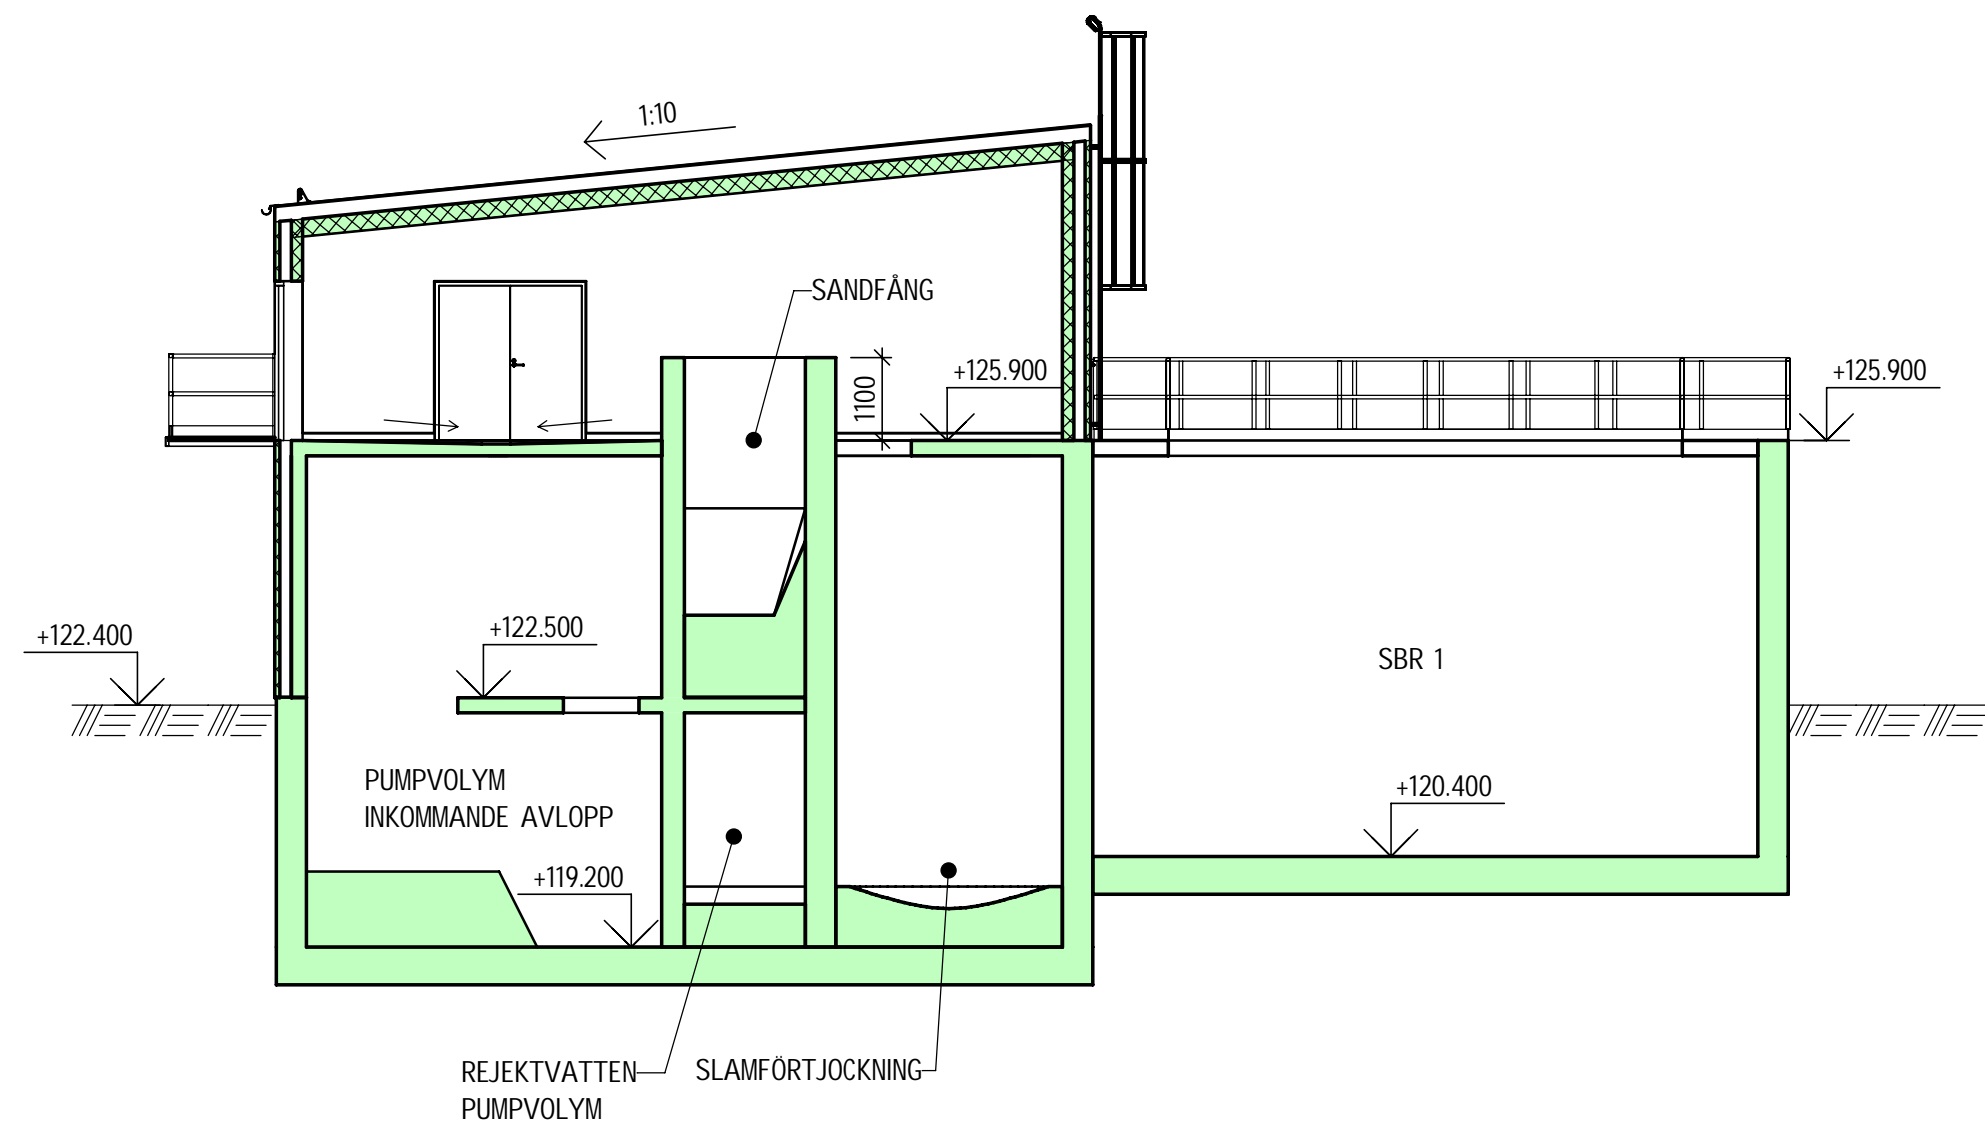 1:10
SANDFÅNG
1100
+125.900
+125.900
+122.400
+122.500
SBR 1
PUMPVOLYM
INKOMMANDE AVLOPP
+120.400
+119.200
REJEKTVATTEN
PUMPVOLYM
SLAMFÖRTJOCKNING